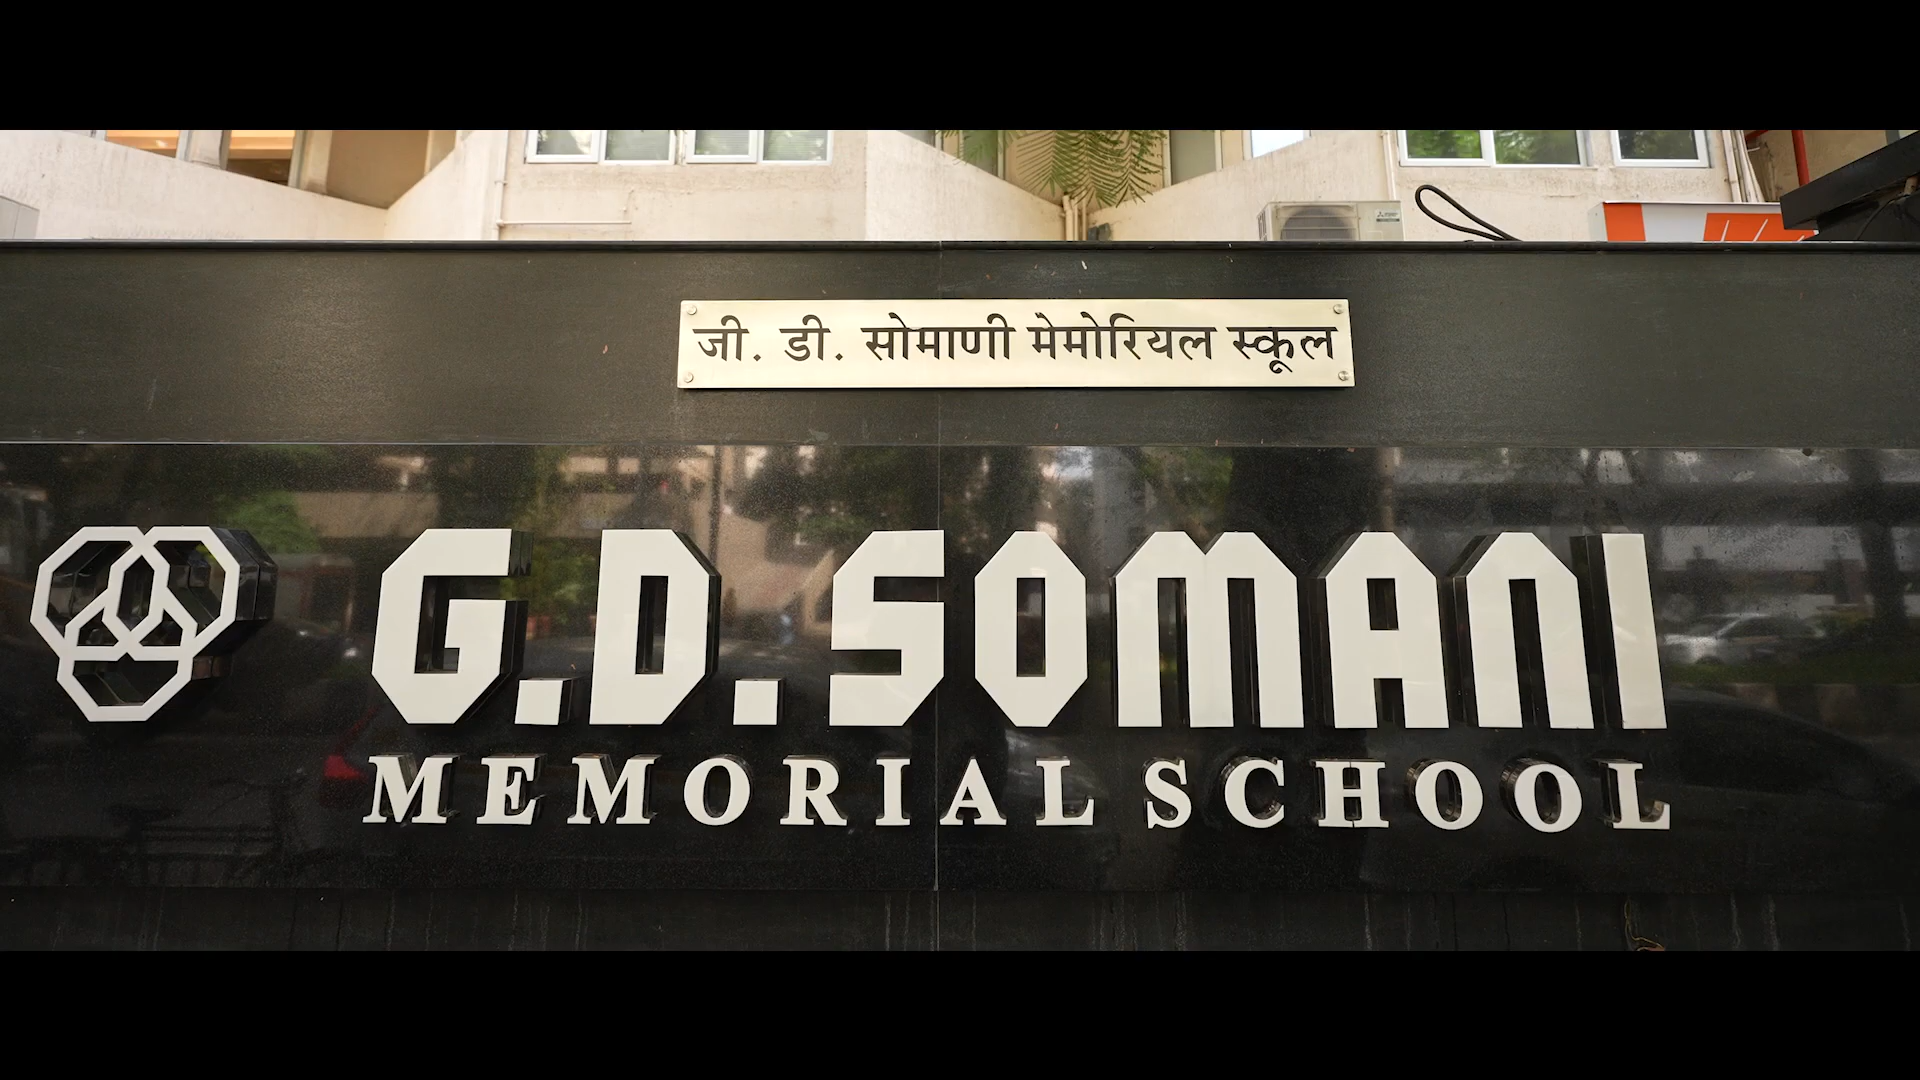 जी. डी. सोमाणी मेमोरियल स्कूल
G.D.SOMANI
MEMORIAL SCHOOL